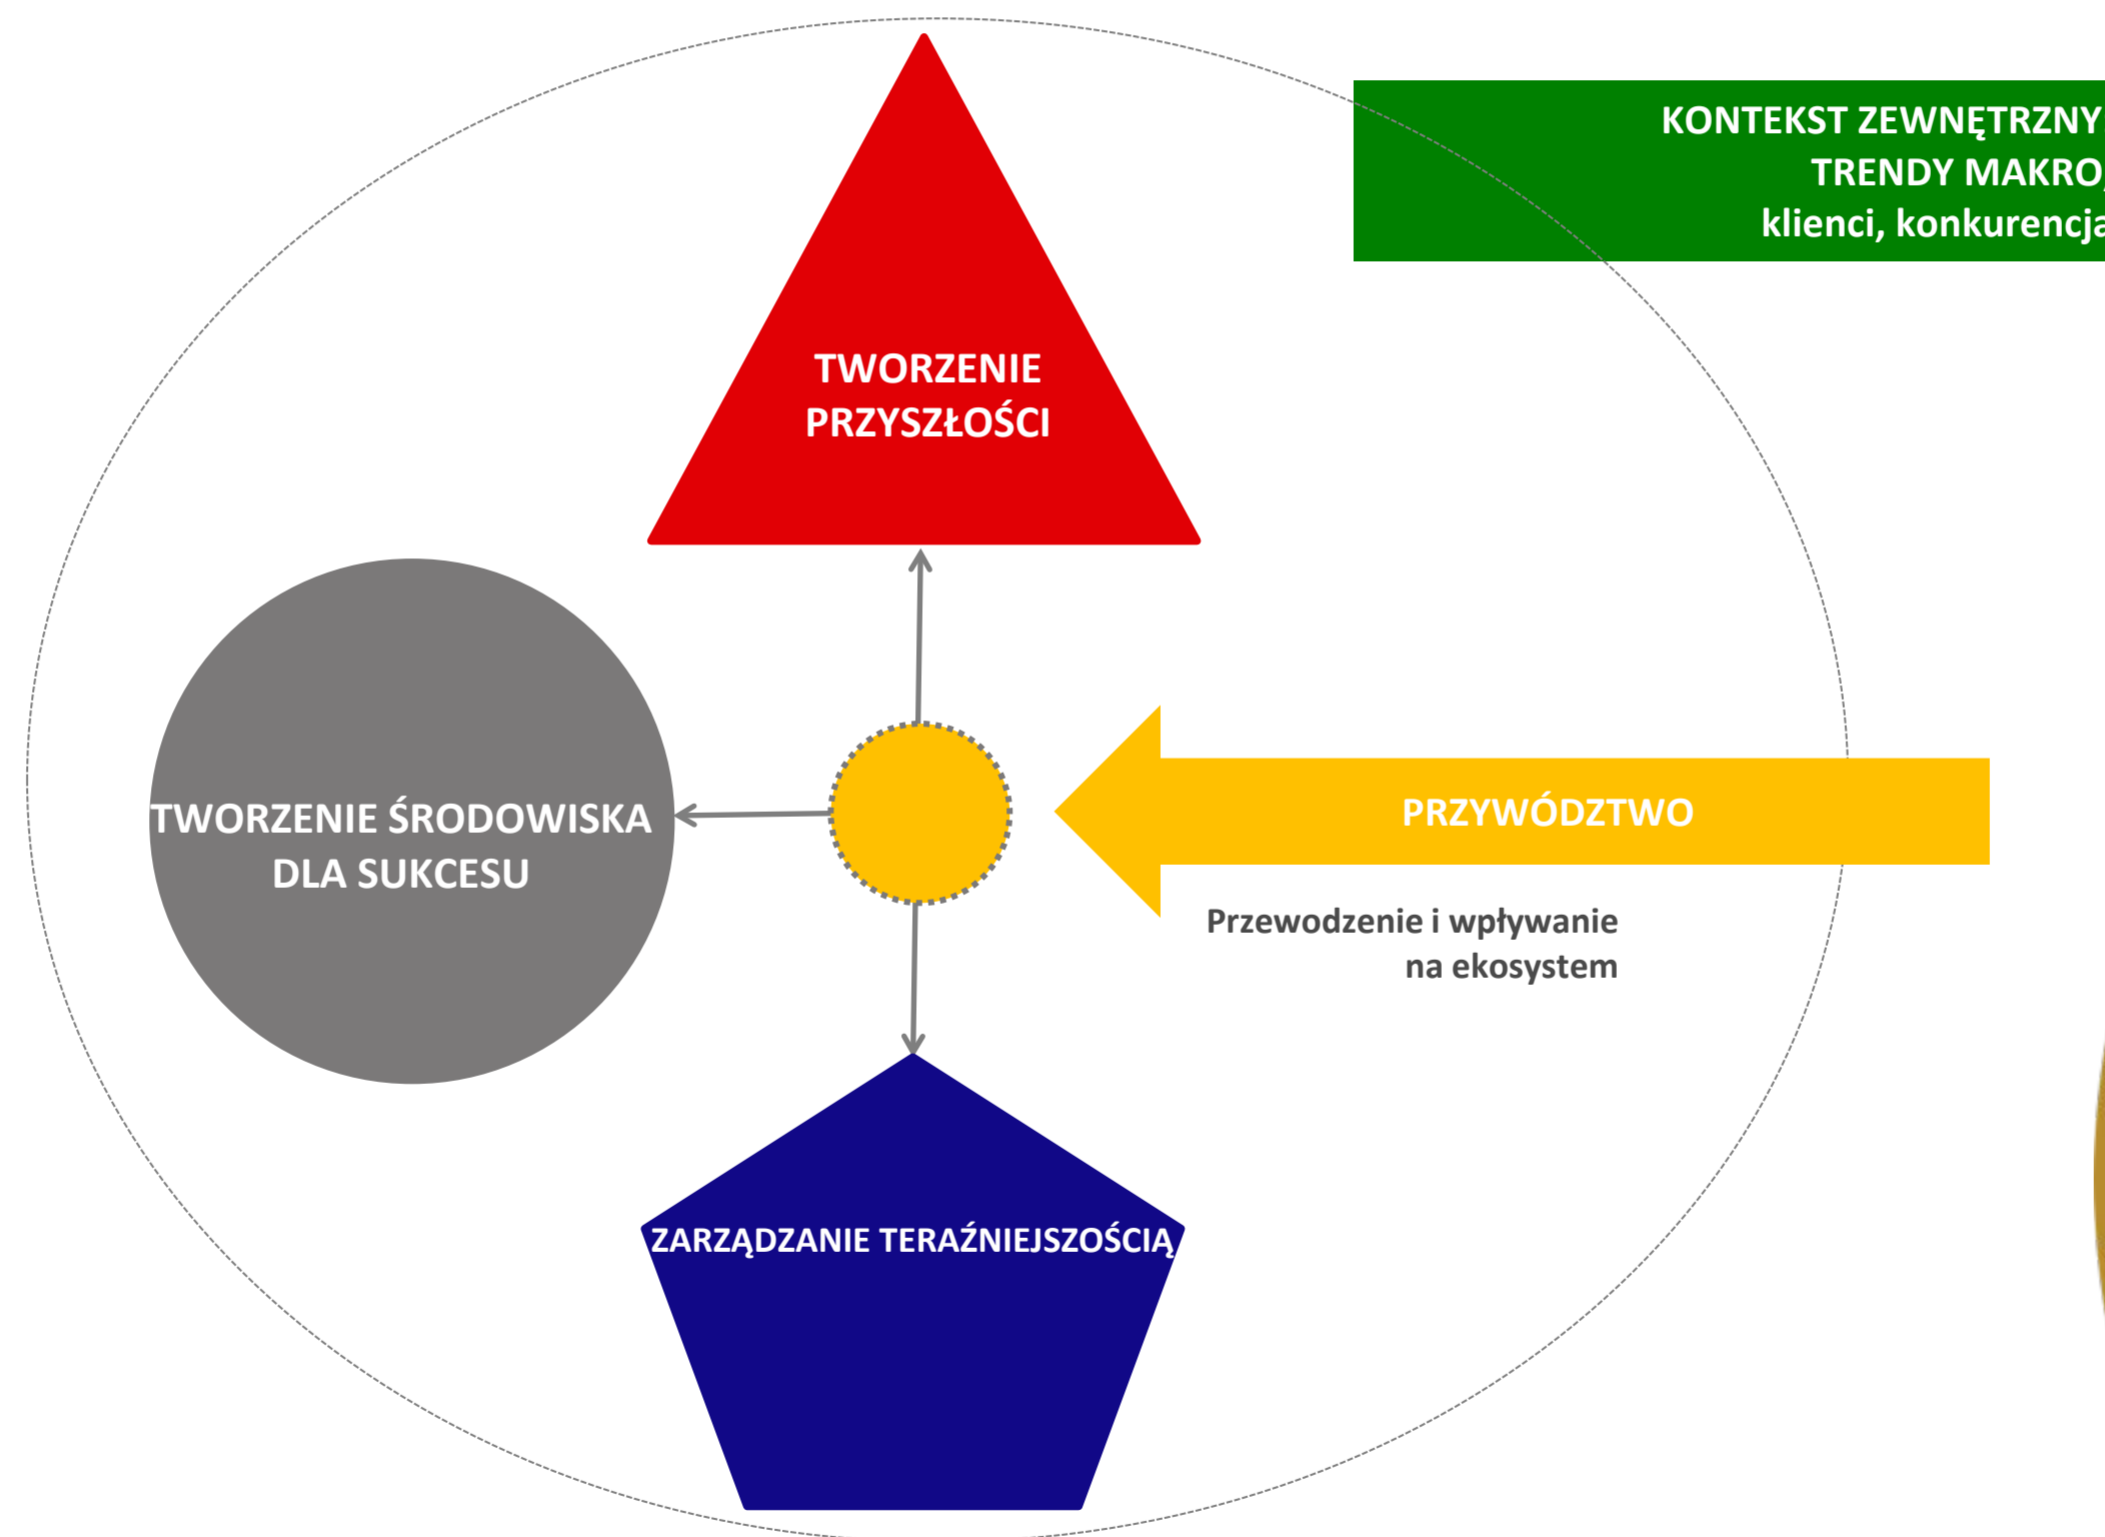 KONTEKST ZEWNĘTRZNY
TRENDY MAKRO,
klienci, konkurencja
TWORZENIE
PRZYSZŁOŚCI
TWORZENIE ŚRODOWISKA
DLA SUKCESU
PRZYWÓDZTWO
Przewodzenie i wpływanie
na ekosystem
ZARZĄDZANIE TERAŹNIEJSZOŚCIĄ